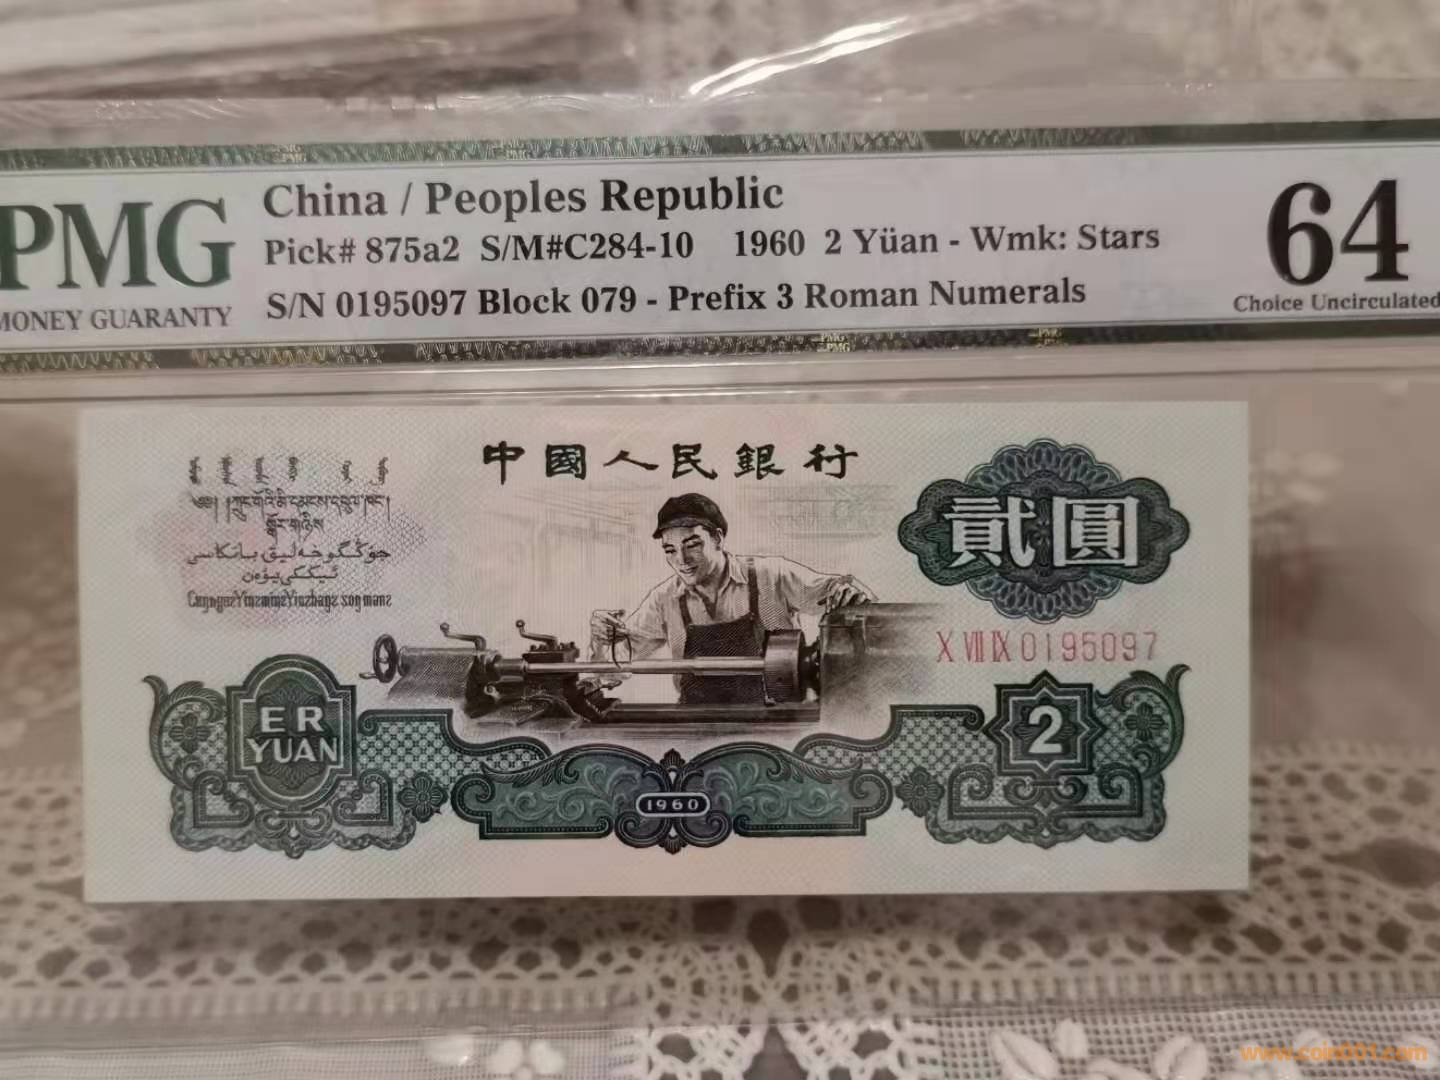 PMG
MONEY GUARANTY
China / Peoples Republic
Pick# 875a2 S/M#C284-10 1960 2 Yüan - Wmk: Stars
S/N 0195097 Block 079 - Prefix 3 Roman Numerals
64
Choice Uncirculated
中國人民銀行
貳圓
X VIII IX 0195097
ER
YUAN
2
1960
www.coin001.com